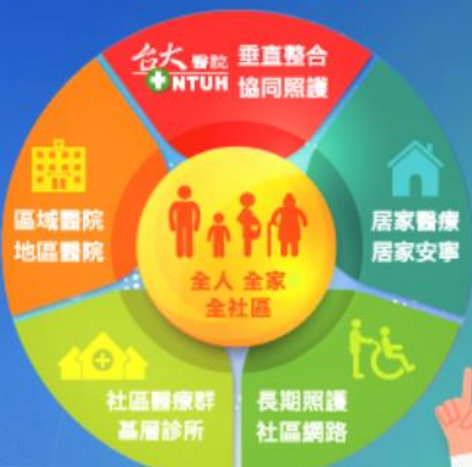 台大醫院 垂直整合
NTUH 協同照護
區域醫院
地區醫院
居家醫療
居家安寧
全人 全家
全社區
社區醫療群
基層診所
長期照護
社區網路